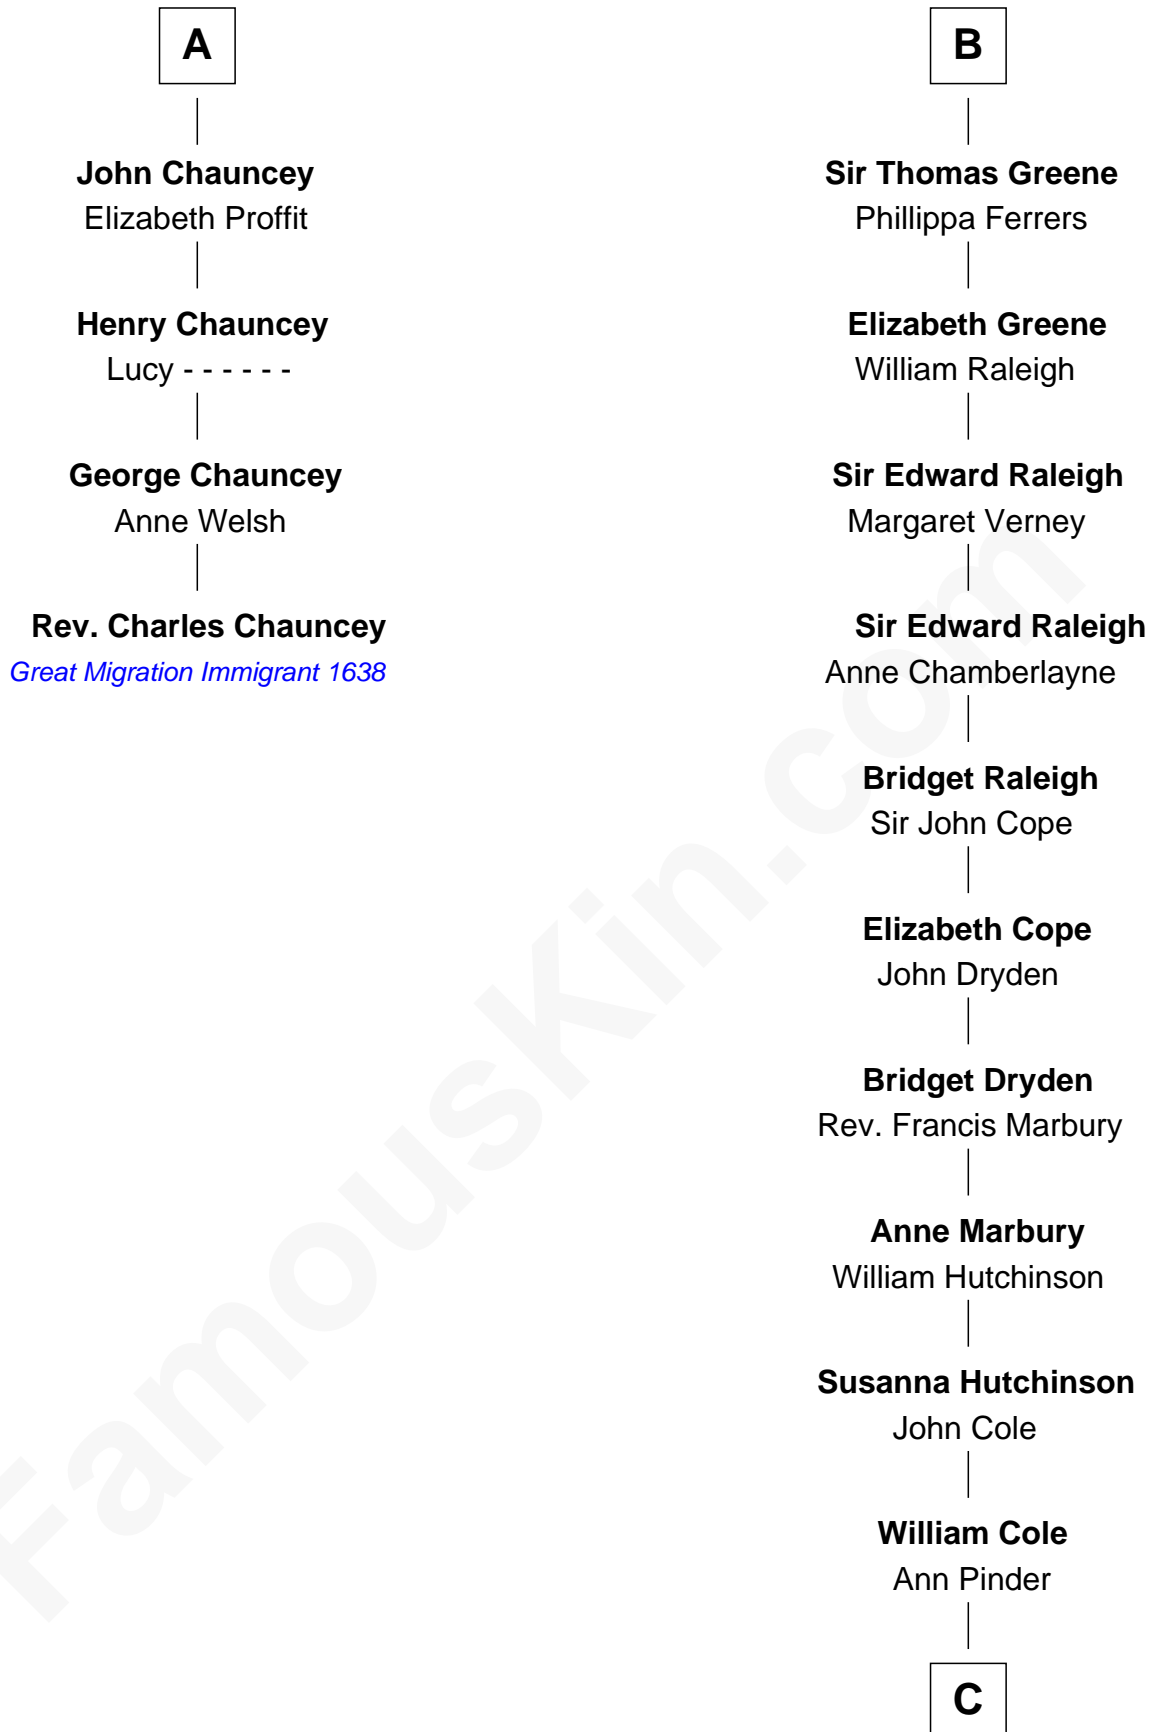 A
John Chauncey
Elizabeth Proffit
Henry Chauncey
Lucy - - - - - -
George Chauncey
Anne Welsh
Rev. Charles Chauncey
Great Migration Immigrant 1638
B
Sir Thomas Greene
Phillippa Ferrers
Elizabeth Greene
William Raleigh
Sir Edward Raleigh
Margaret Verney
Sir Edward Raleigh
Anne Chamberlayne
Bridget Raleigh
Sir John Cope
Elizabeth Cope
John Dryden
Bridget Dryden
Rev. Francis Marbury
Anne Marbury
William Hutchinson
Susanna Hutchinson
John Cole
William Cole
Ann Pinder
C
FamousKin.com